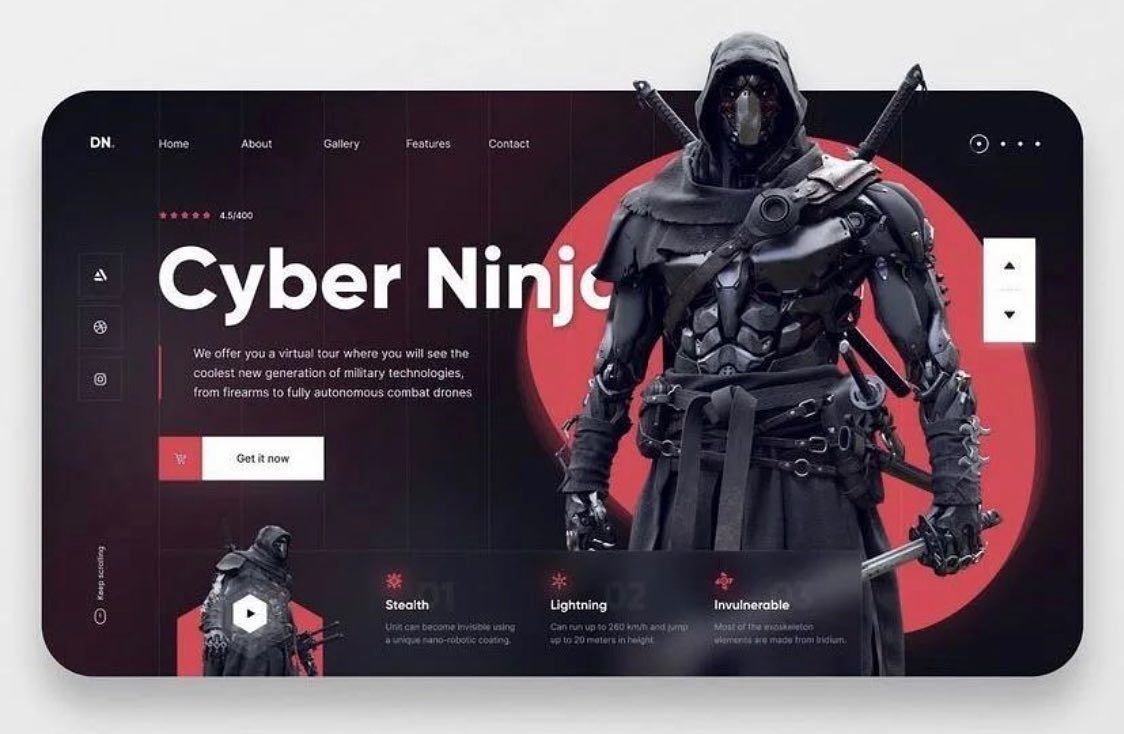 DN.
Home
About
Gallery
Features
Contact
4.5/400
Cyber Ninja
We offer you a virtual tour where you will see the
coolest new generation of military technologies,
from firearms to fully autonomous combat drones
Get it now
Keep scrolling
01
Stealth
Unit can become invisible using
a unique nano-robotic coating.
02
Lightning
Can run up to 260 km/h and jump
up to 20 meters in height.
Invulnerable
Most of the exoskeleton
elements are made from Iridium.